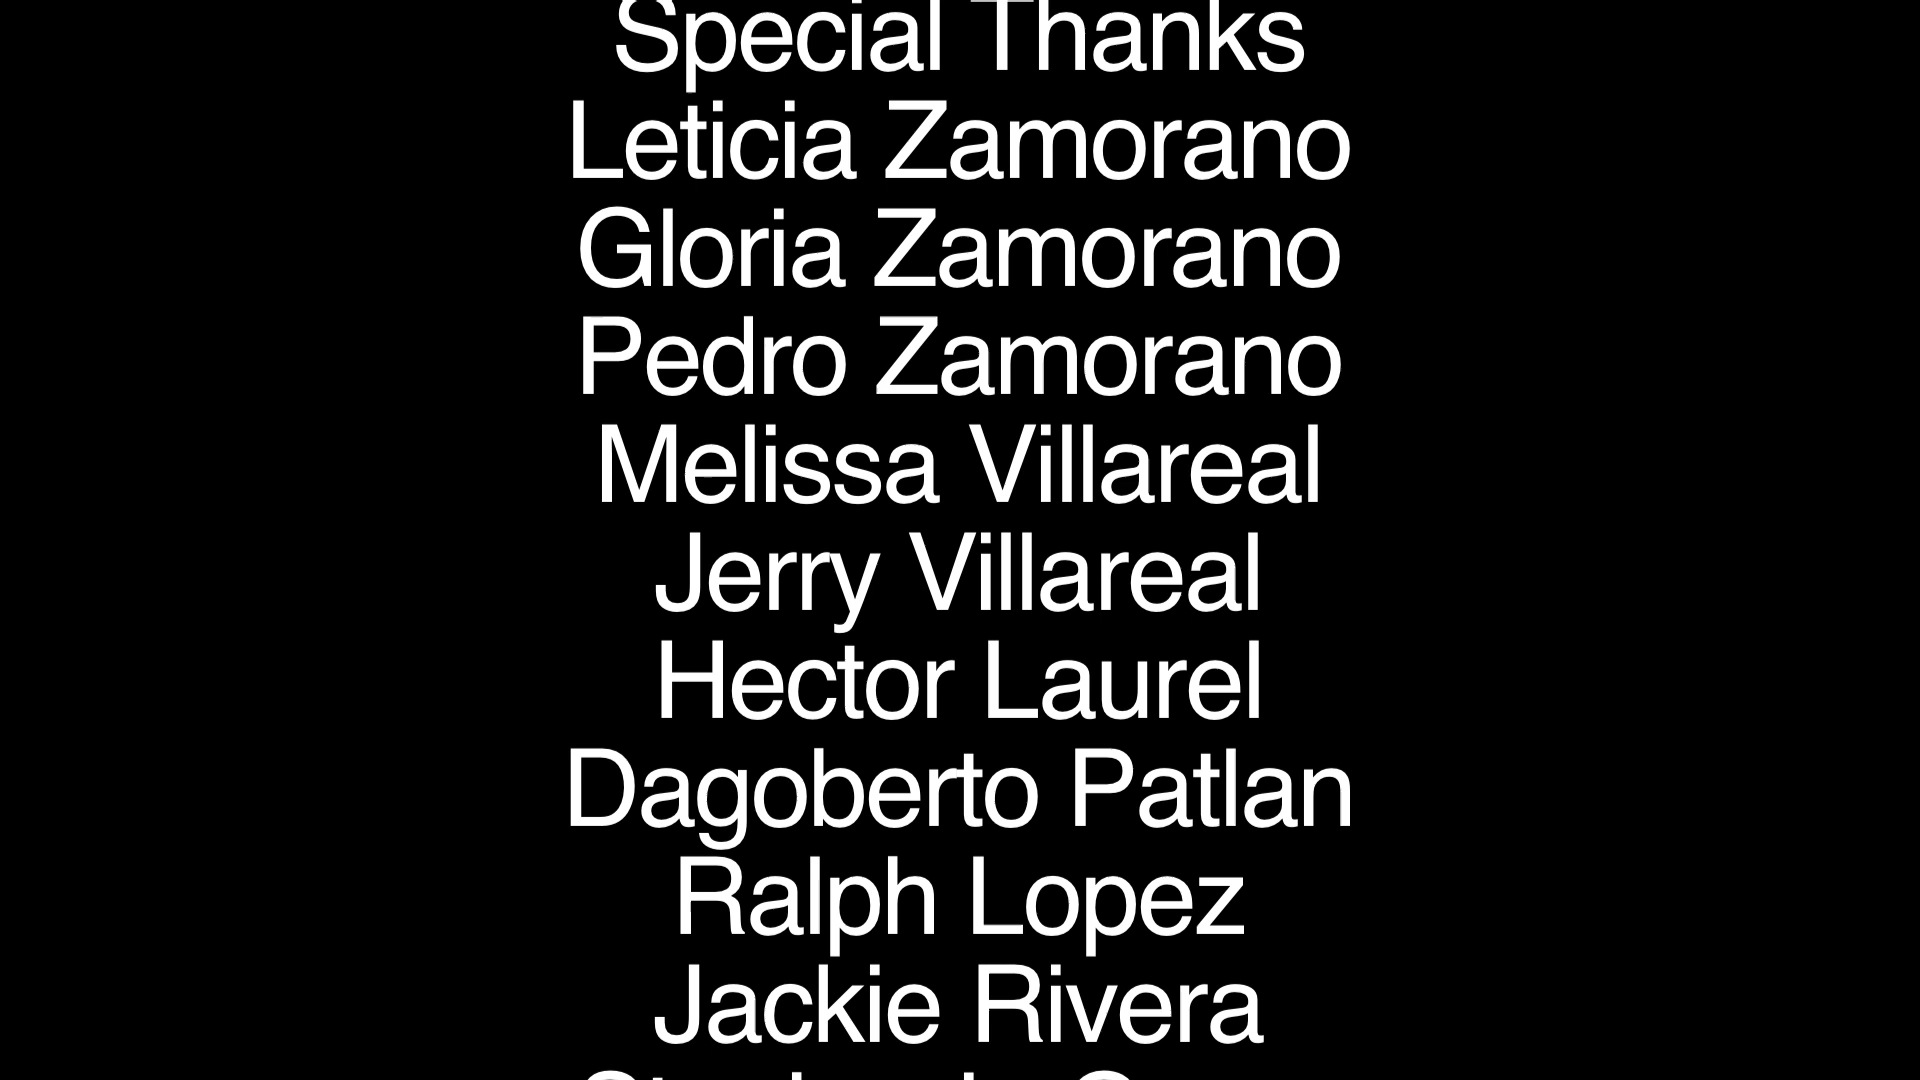 Special Thanks
Leticia Zamorano
Gloria Zamorano
Pedro Zamorano
Melissa Villareal
Jerry Villareal
Hector Laurel
Dagoberto Patlan
Ralph Lopez
Jackie Rivera